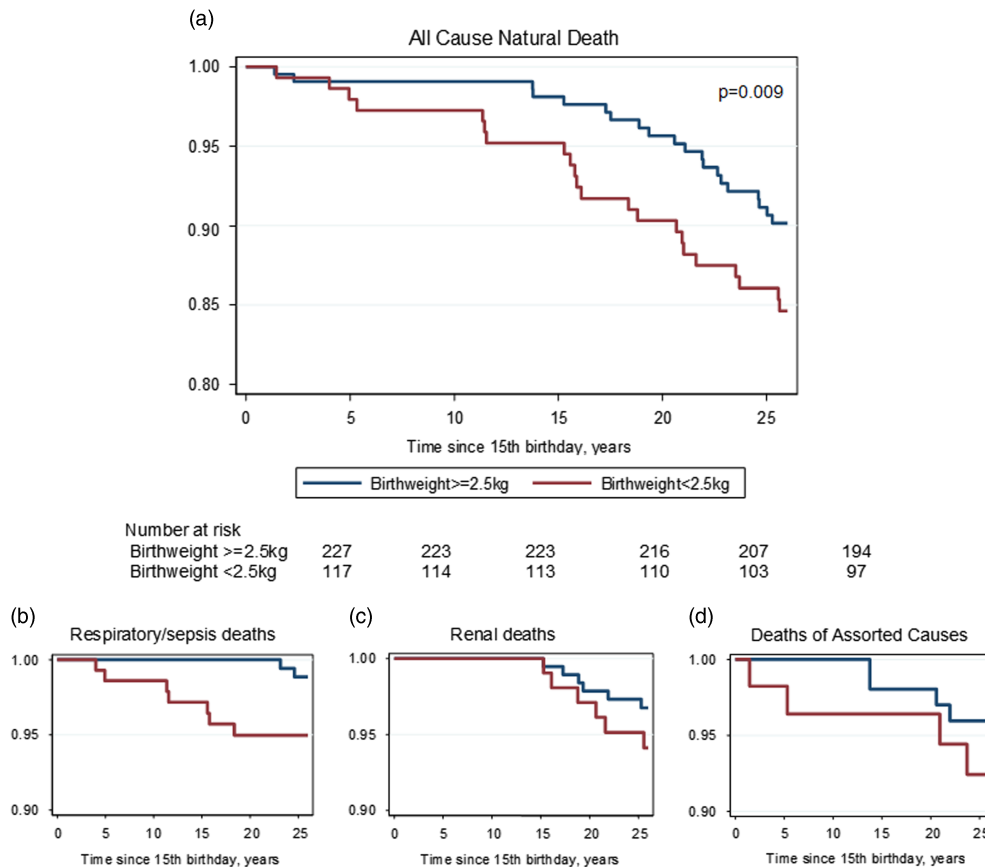 (a)
All Cause Natural Death
p=0.009
1.00
0.95
0.90
0.85
0.80
0 5 10 15 20 25
Time since 15th birthday, years
Birthweight>=2.5kg Birthweight<2.5kg
Number at risk
Birthweight >=2.5kg 227 223 223 216 207 194
Birthweight <2.5kg 117 114 113 110 103 97
(b)
Respiratory/sepsis deaths
1.00
0.95
0.90
0 5 10 15 20 25
Time since 15th birthday, years
(c)
Renal deaths
1.00
0.95
0.90
0 5 10 15 20 25
Time since 15th birthday, years
(d)
Deaths of Assorted Causes
1.00
0.95
0.90
0 5 10 15 20 25
Time since 15th birthday, years